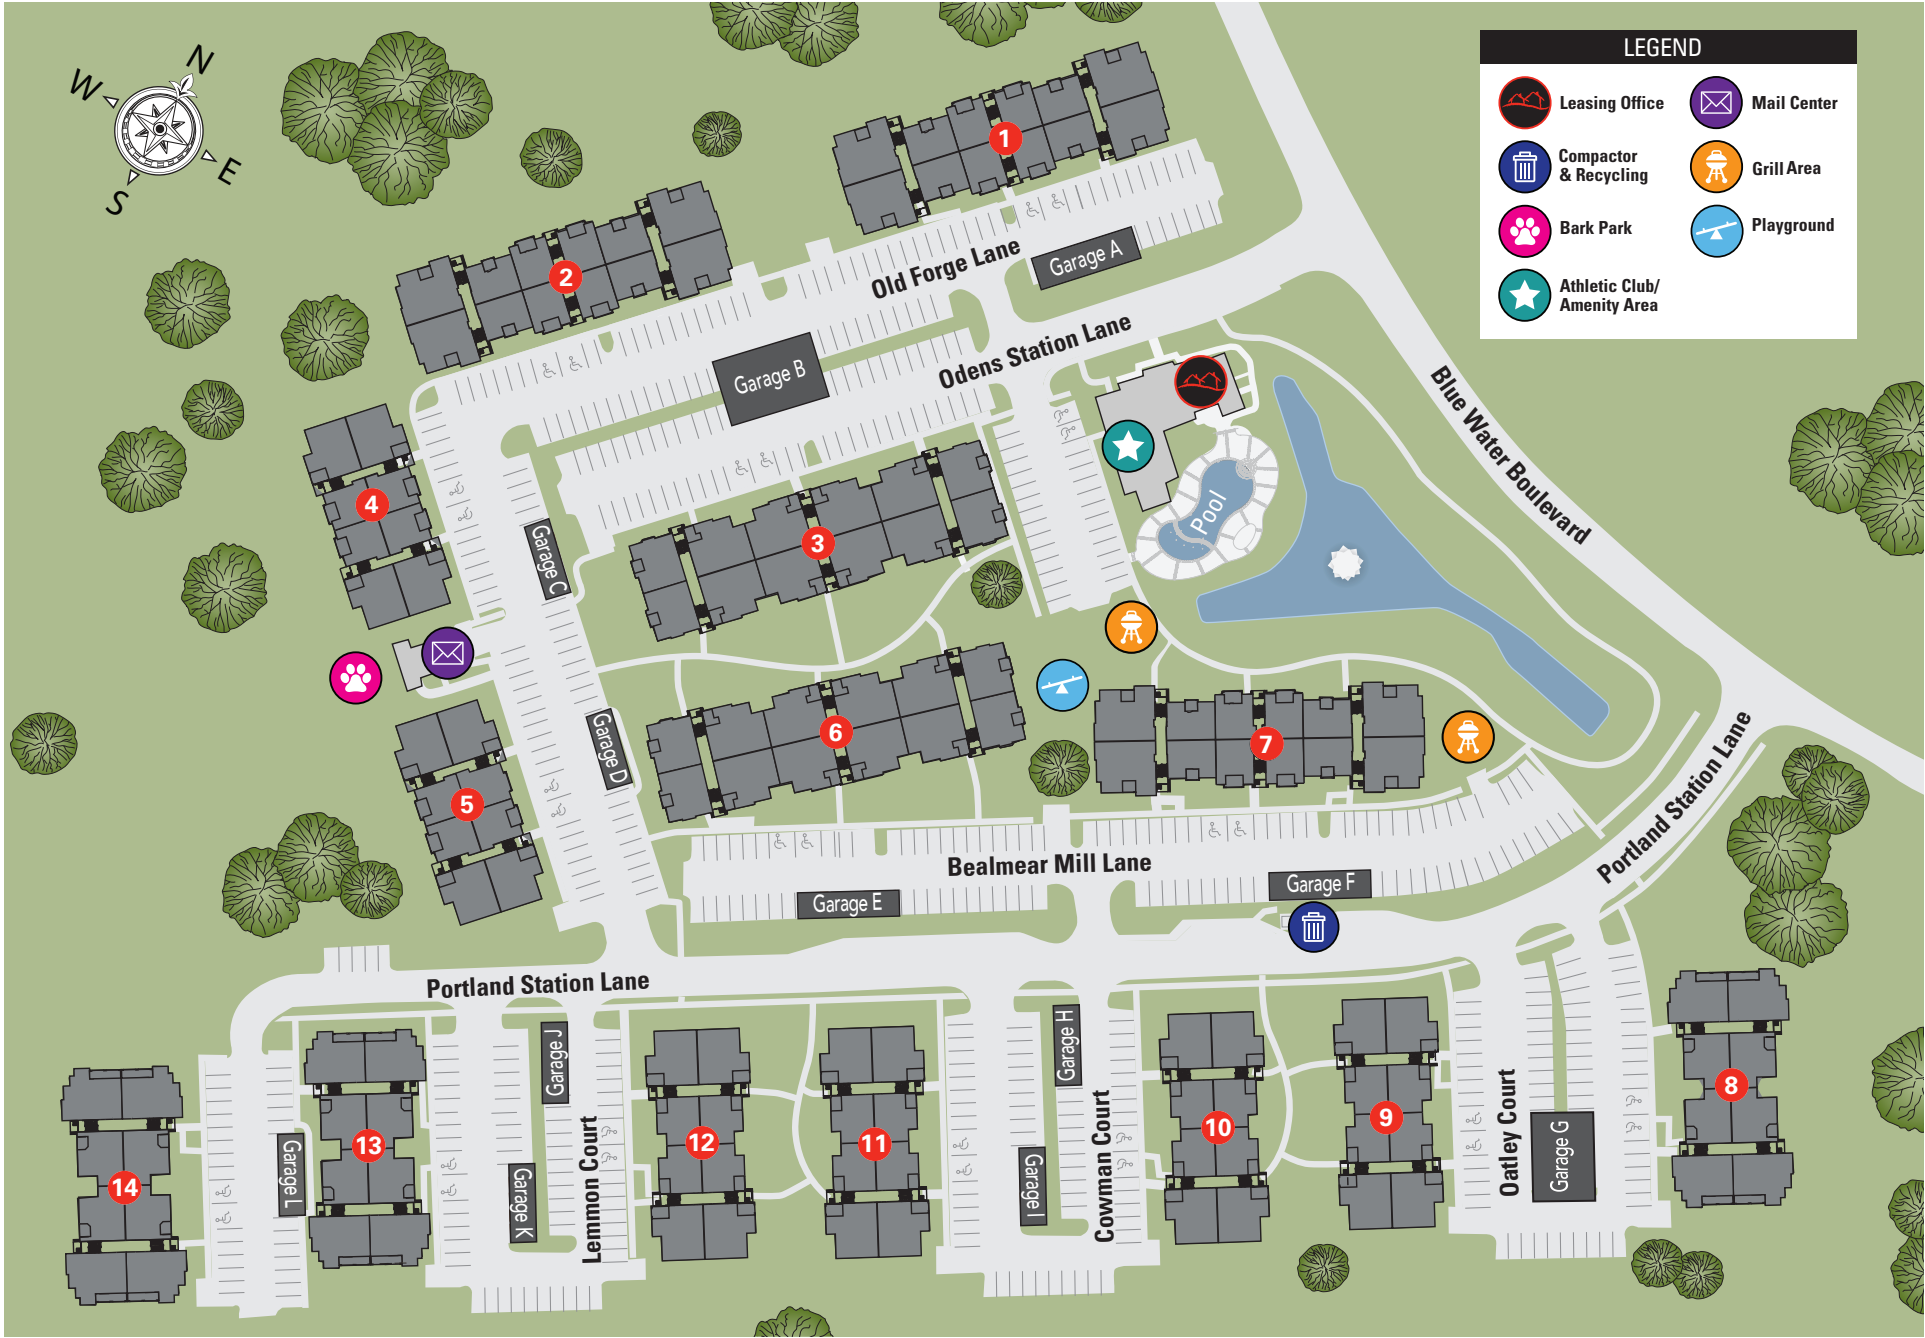 N
W
E
S
LEGEND
Leasing Office
Mail Center
Compactor
& Recycling
Grill Area
Bark Park
Playground
Athletic Club/
Amenity Area
1
2
Old Forge Lane
Garage A
Garage B
Odens Station Lane
Blue Water Boulevard
Pool
3
4
Garage C
5
6
7
Garage D
Portland Station Lane
Bealmear Mill Lane
Garage E
Garage F
Portland Station Lane
8
9
10
11
12
13
14
Garage J
Garage H
Garage L
Garage K
Lemmon Court
Garage I
Cowman Court
Oatley Court
Garage G